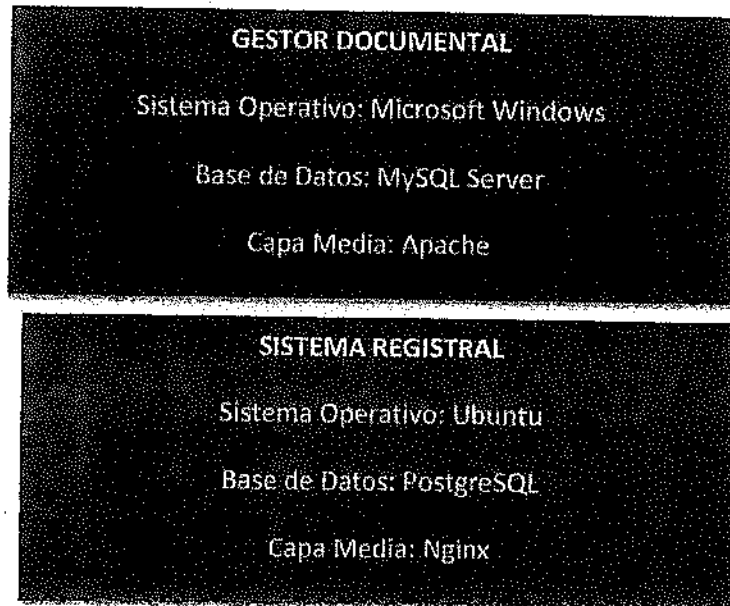 GESTOR DOCUMENTAL
Sistema Operativo: Microsoft Windows
Base de Datos: MySQL Server
Capa Media: Apache
SISTEMA REGISTRAL
Sistema Operativo: Ubuntu
Base de Datos: PostgreSQL
Capa Media: Nginx